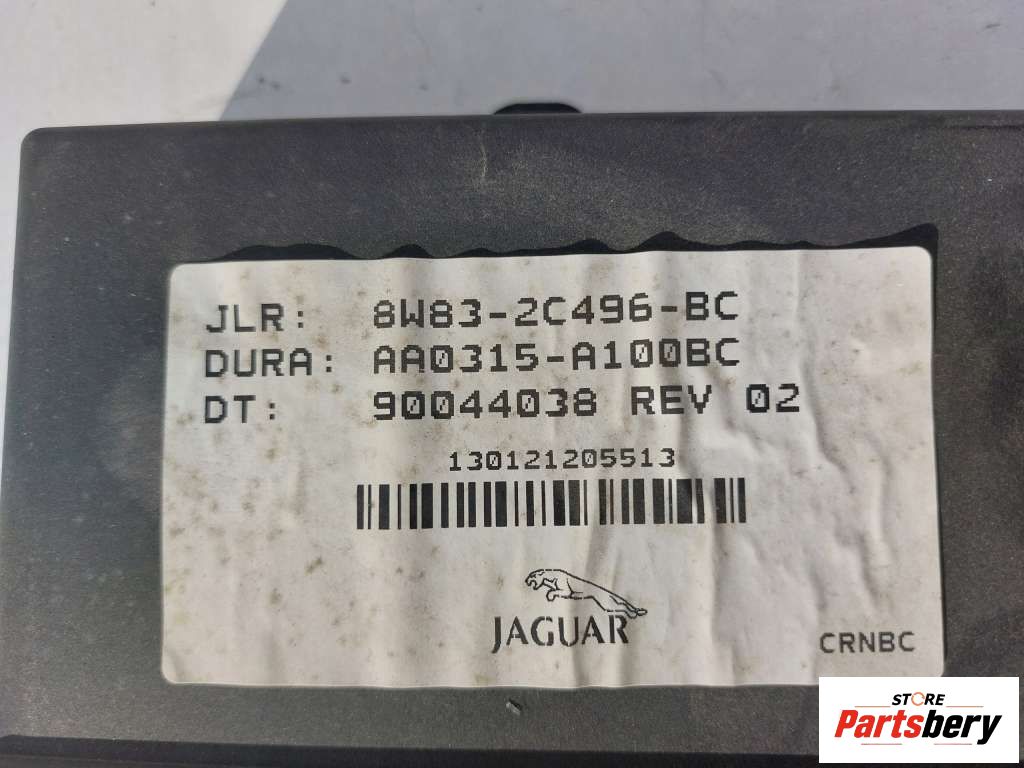 JLR: 8W83-2C496-BC
DURA: AA0315-A100BC
DT: 90044038 REV 02
130121205513
JAGUAR
CRNBC
STORE
Partsbery